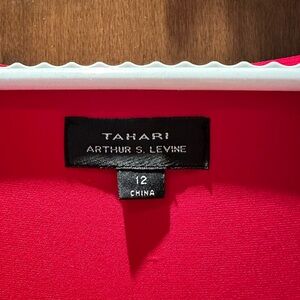 TAHARI
ARTHUR S. LEVINE
12
CHINA